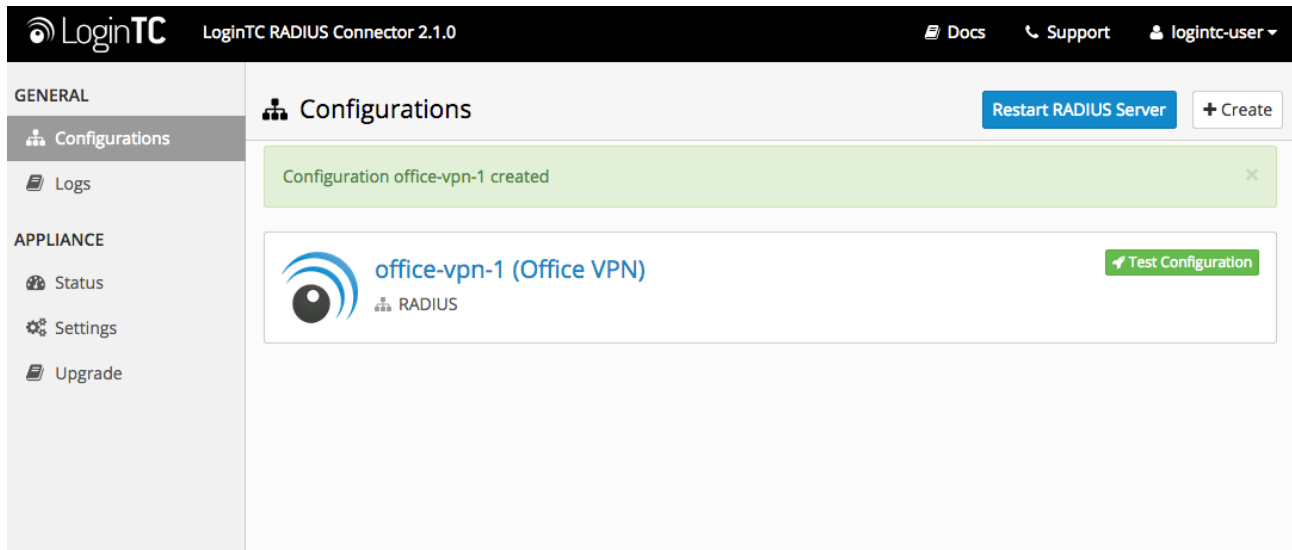 LoginTC LoginTC RADIUS Connector 2.1.0 Docs Support logintc-user
GENERAL
Configurations
Logs
APPLIANCE
Status
Settings
Upgrade
Configurations Restart RADIUS Server + Create
Configuration office-vpn-1 created ×
office-vpn-1 (Office VPN) Test Configuration
RADIUS